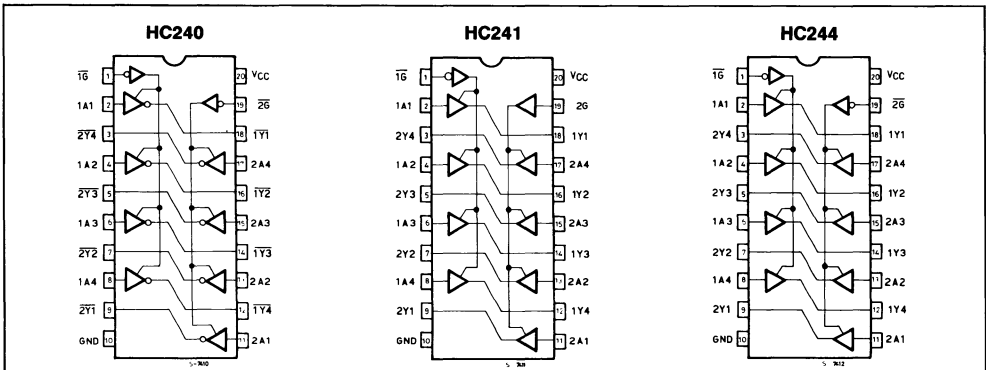 HC240
1G 1 20 VCC
1A1 2 19 2G
2Y4 3 18 1Y1
1A2 4 17 2A4
2Y3 5 16 1Y2
1A3 6 15 2A3
2Y2 7 14 1Y3
1A4 8 2A2
2Y1 9 1Y4
GND 10 11 2A1
S-7410
HC241
1G 1 20 VCC
1A1 2 19 2G
2Y4 3 18 1Y1
1A2 4 17 2A4
2Y3 5 16 1Y2
1A3 6 15 2A3
2Y2 7 14 1Y3
1A4 8 2A2
2Y1 9 12 1Y4
GND 10 11 2A1
HC244
1G 1 20 VCC
1A1 2 19 2G
2Y4 3 18 1Y1
1A2 4 17 2A4
2Y3 5 16 1Y2
1A3 6 15 2A3
2Y2 7 14 1Y3
1A4 8 2A2
2Y1 9 12 1Y4
GND 10 11 2A1
S 7412